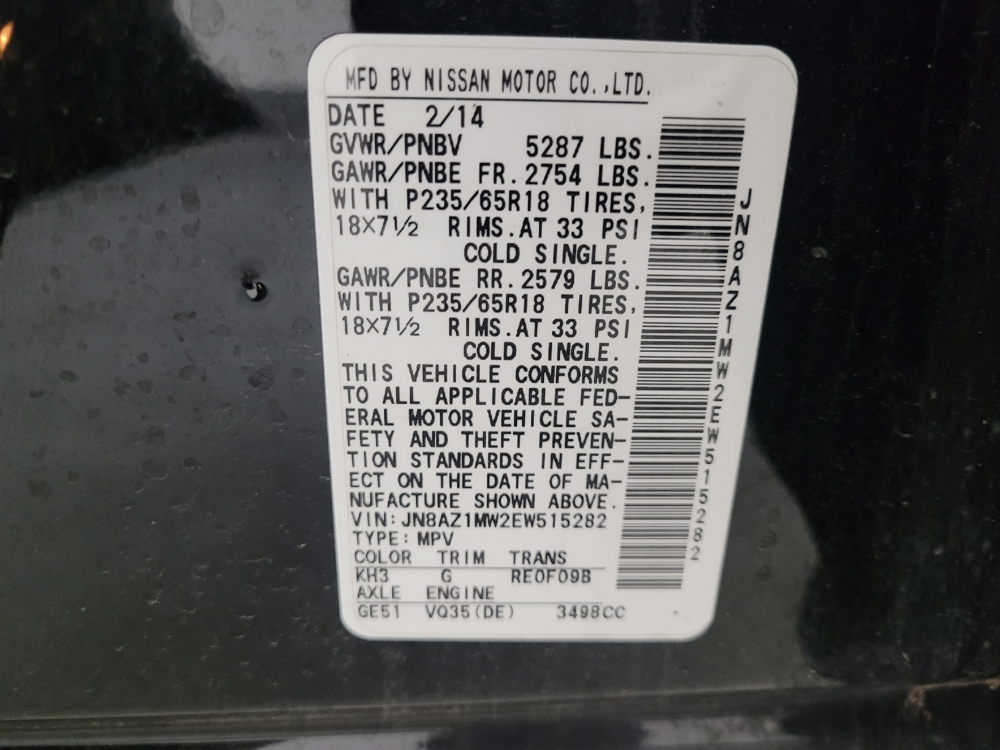 MFD BY NISSAN MOTOR CO.,LTD.
DATE 2/14
GVWR/PNBV 5287 LBS.
GAWR/PNBE FR. 2754 LBS.
WITH P235/65R18 TIRES,
18×7½ RIMS. AT 33 PSI
COLD SINGLE.
GAWR/PNBE RR. 2579 LBS.
WITH P235/65R18 TIRES,
18×7½ RIMS. AT 33 PSI
COLD SINGLE.
THIS VEHICLE CONFORMS
TO ALL APPLICABLE FED-
ERAL MOTOR VEHICLE SA-
FETY AND THEFT PREVEN-
TION STANDARDS IN EFF-
ECT ON THE DATE OF MA-
NUFACTURE SHOWN ABOVE.
VIN: JN8AZ1MW2EW515282
TYPE: MPV
COLOR TRIM TRANS
KH3 G RE0F09B
AXLE ENGINE
GE51 VQ35(DE) 3498CC
JN8AZ1MW2EW515282